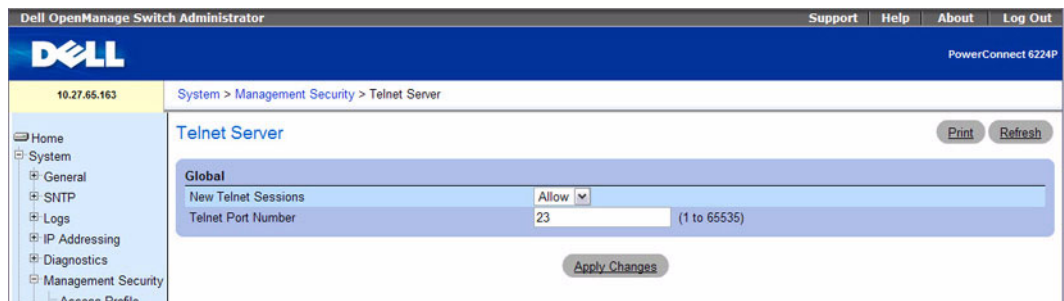 Dell OpenManage Switch Administrator Support Help About Log Out
DELL
PowerConnect 6224P
10.27.65.163 System > Management Security > Telnet Server
Home
System
General
SNTP
Logs
IP Addressing
Diagnostics
Management Security
Access Profile
Telnet Server Print Refresh
Global
New Telnet Sessions Allow
Telnet Port Number 23 (1 to 65535)
Apply Changes